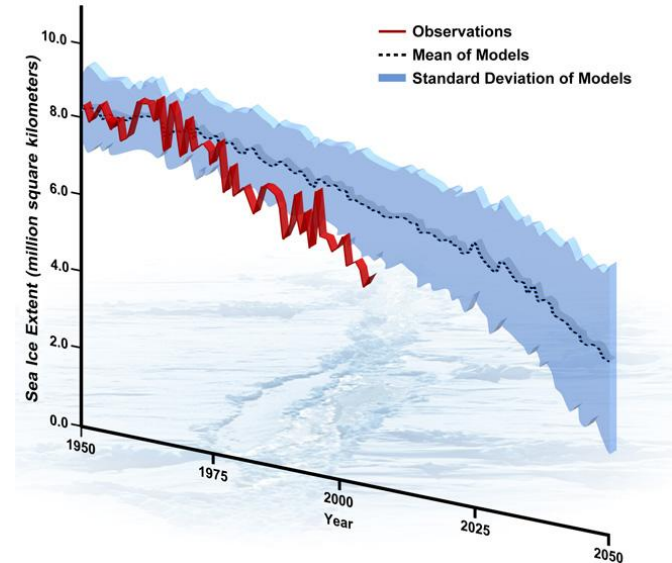 Observations
Mean of Models
Standard Deviation of Models
Sea Ice Extent (million square kilometers)
10.0
8.0
6.0
4.0
2.0
0.0
1950
1975
2000
2025
2050
Year